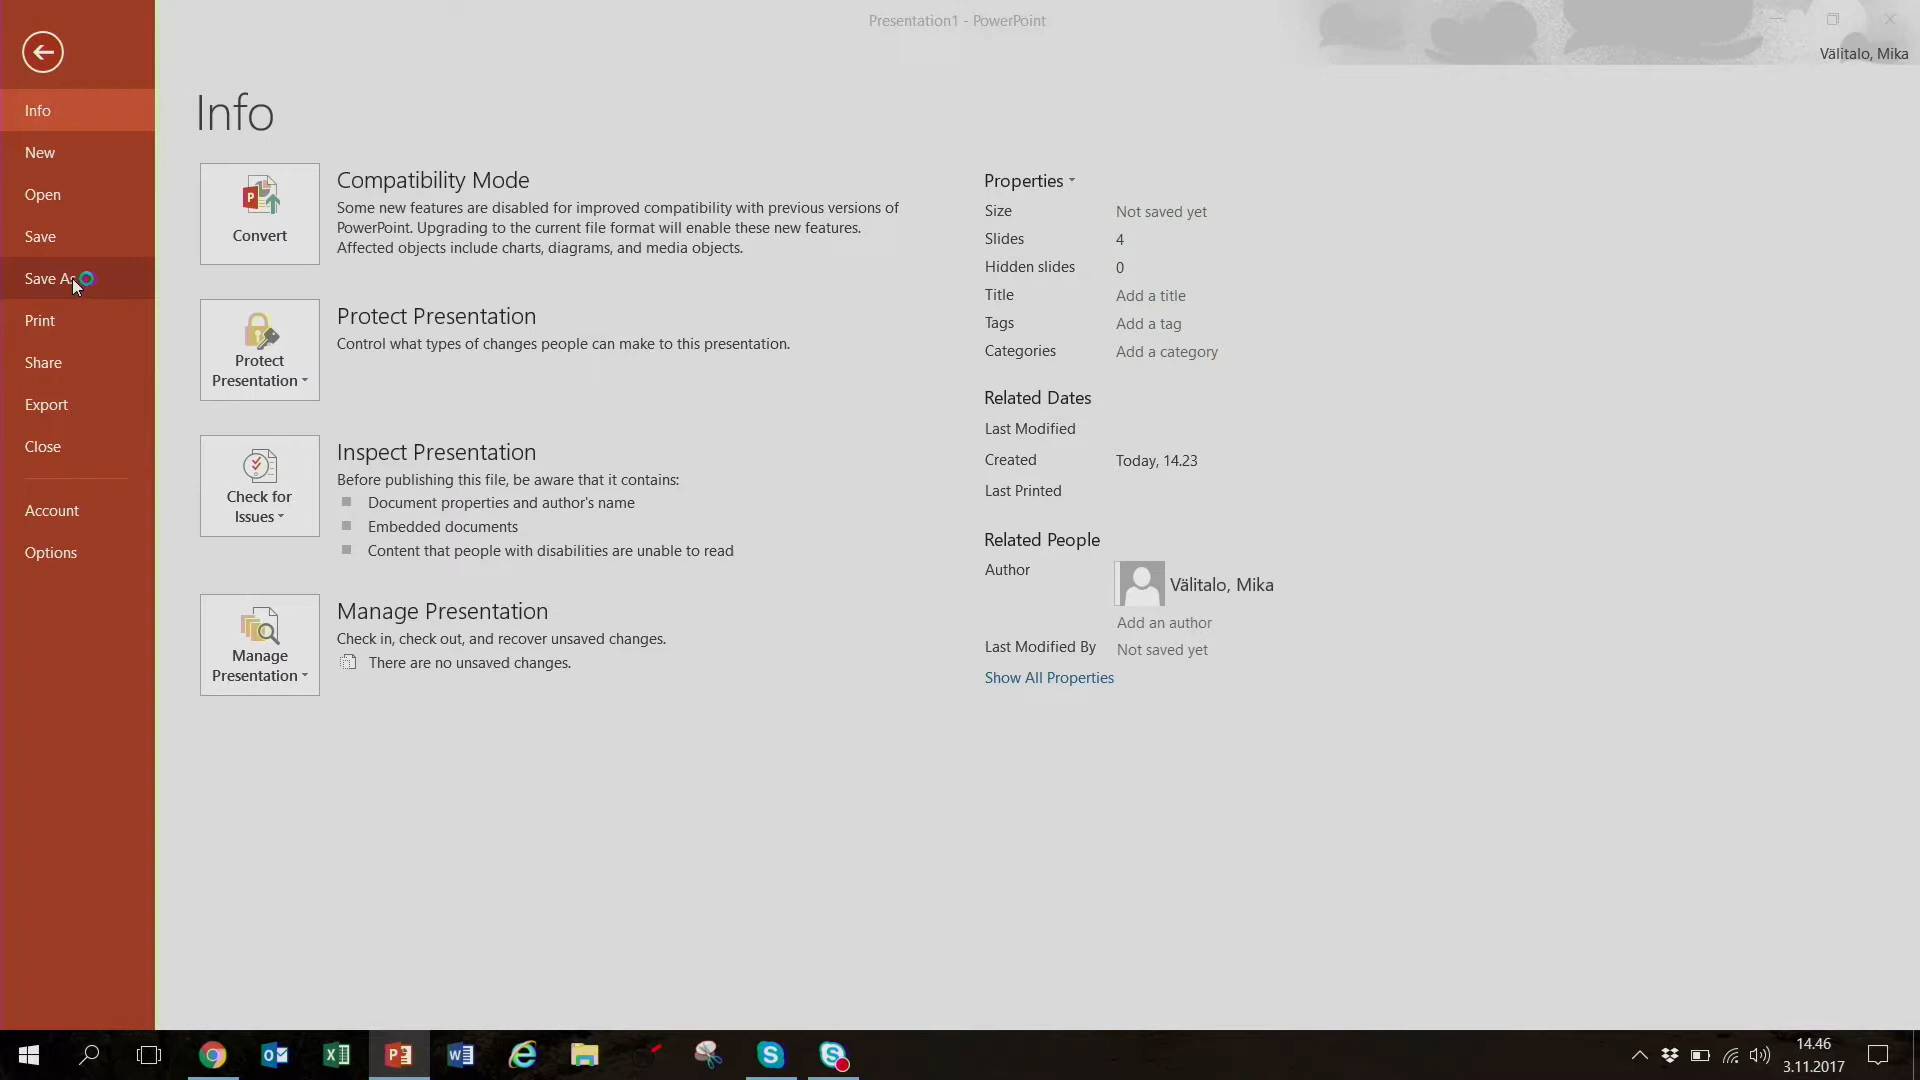 Presentation1 - PowerPoint
Välitalo, Mika
Info
New
Open
Save
Save As
Print
Share
Export
Close
Account
Options
Info
Convert
Compatibility Mode
Some new features are disabled for improved compatibility with previous versions of
PowerPoint. Upgrading to the current file format will enable these new features.
Affected objects include charts, diagrams, and media objects.
Protect
Presentation
Protect Presentation
Control what types of changes people can make to this presentation.
Check for
Issues
Inspect Presentation
Before publishing this file, be aware that it contains:
Document properties and author's name
Embedded documents
Content that people with disabilities are unable to read
Manage
Presentation
Manage Presentation
Check in, check out, and recover unsaved changes.
There are no unsaved changes.
Properties
Size Not saved yet
Slides 4
Hidden slides 0
Title Add a title
Tags Add a tag
Categories Add a category
Related Dates
Last Modified
Created Today, 14.23
Last Printed
Related People
Author Välitalo, Mika
Add an author
Last Modified By Not saved yet
Show All Properties
14.46
3.11.2017